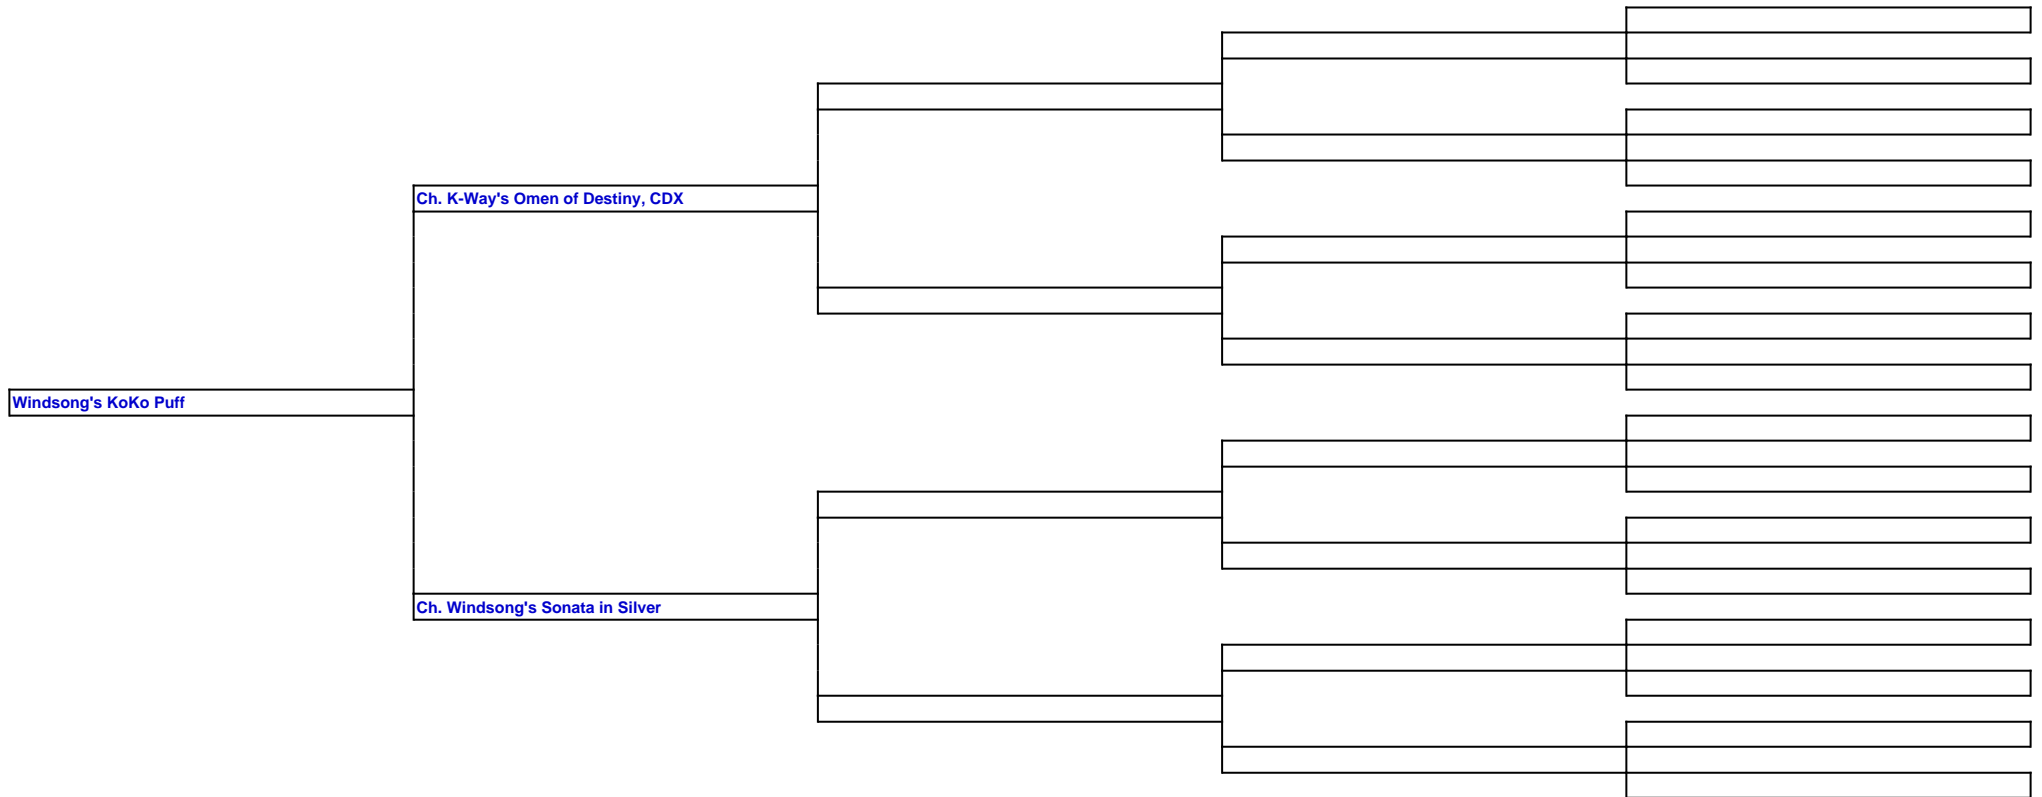 Ch. K-Way's Omen of Destiny, CDX
Windsong's KoKo Puff
Ch. Windsong's Sonata in Silver